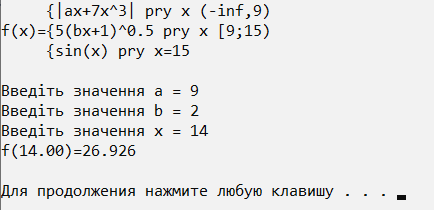 {|ax+7x^3| pry x (-inf,9)
f(x)={5(bx+1)^0.5 pry x [9;15)
{sin(x) pry x=15
Введіть значення a = 9
Введіть значення b = 2
Введіть значення x = 14
f(14.00)=26.926
Для продолжения нажмите любую клавишу . . .